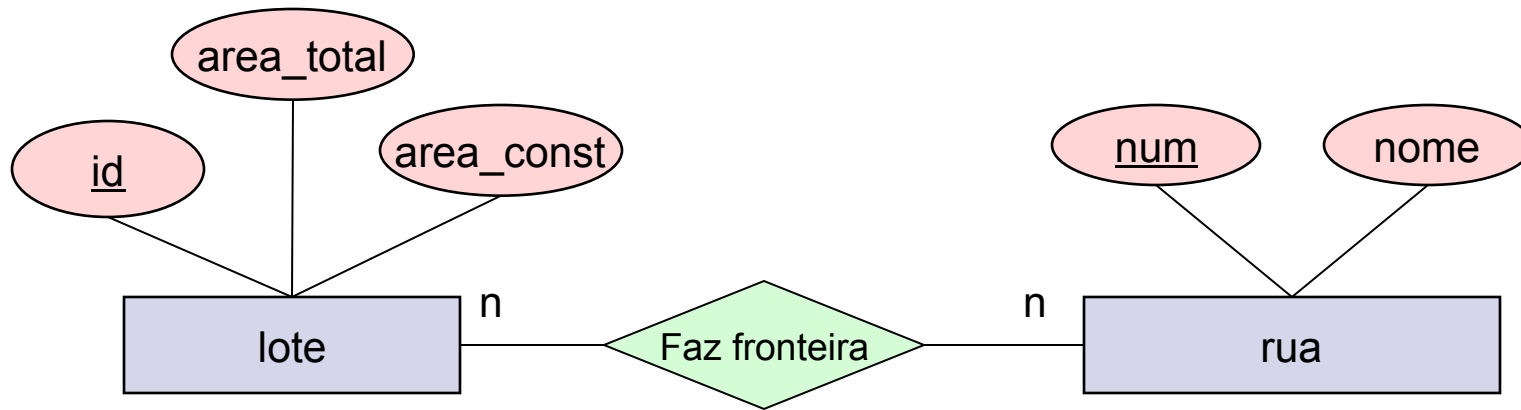 area_total
area_const
id
num
nome
n
n
lote
Faz fronteira
rua